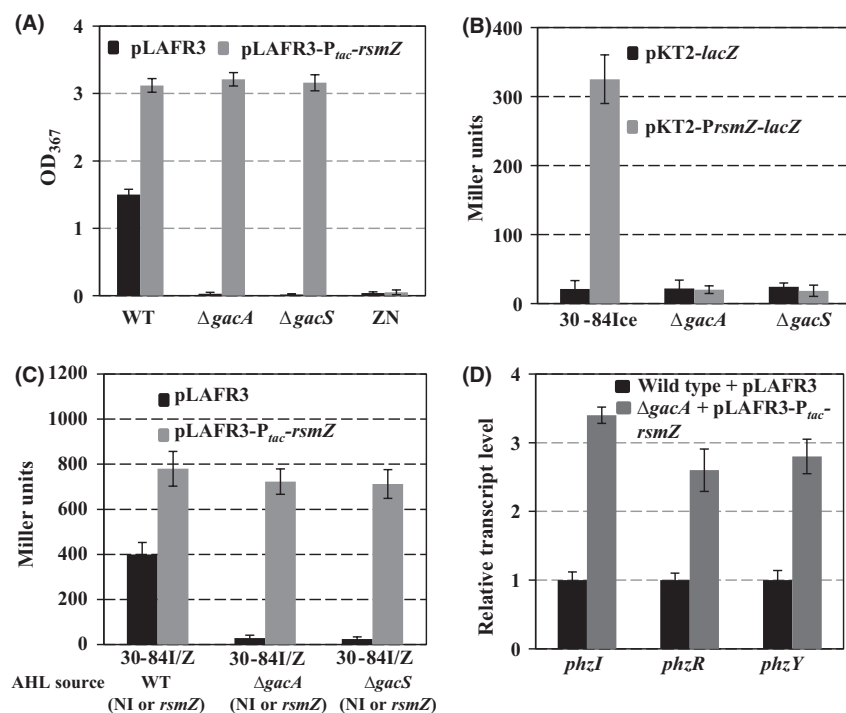 (A)
pLAFR3 pLAFR3-Ptac-rsmZ
OD367
4
3
2
1
0
WT ΔgacA ΔgacS ZN
(B)
pKT2-lacZ
pKT2-PrsmZ-lacZ
Miller units
400
300
200
100
0
30-84Ice ΔgacA ΔgacS
(C)
pLAFR3
pLAFR3-Ptac-rsmZ
Miller units
1200
1000
800
600
400
200
0
30-84I/Z 30-84I/Z 30-84I/Z
AHL source WT ΔgacA ΔgacS
(NI or rsmZ) (NI or rsmZ) (NI or rsmZ)
(D)
Wild type + pLAFR3
ΔgacA + pLAFR3-Ptac-
rsmZ
Relative transcript level
4
3
2
1
0
phzI phzR phzY